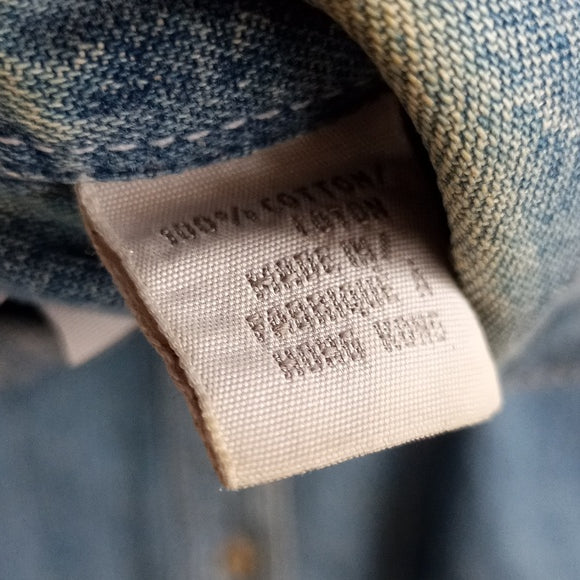 100% COTTON/
COTON
MADE IN/
FABRIQUÉ À
HONG KONG